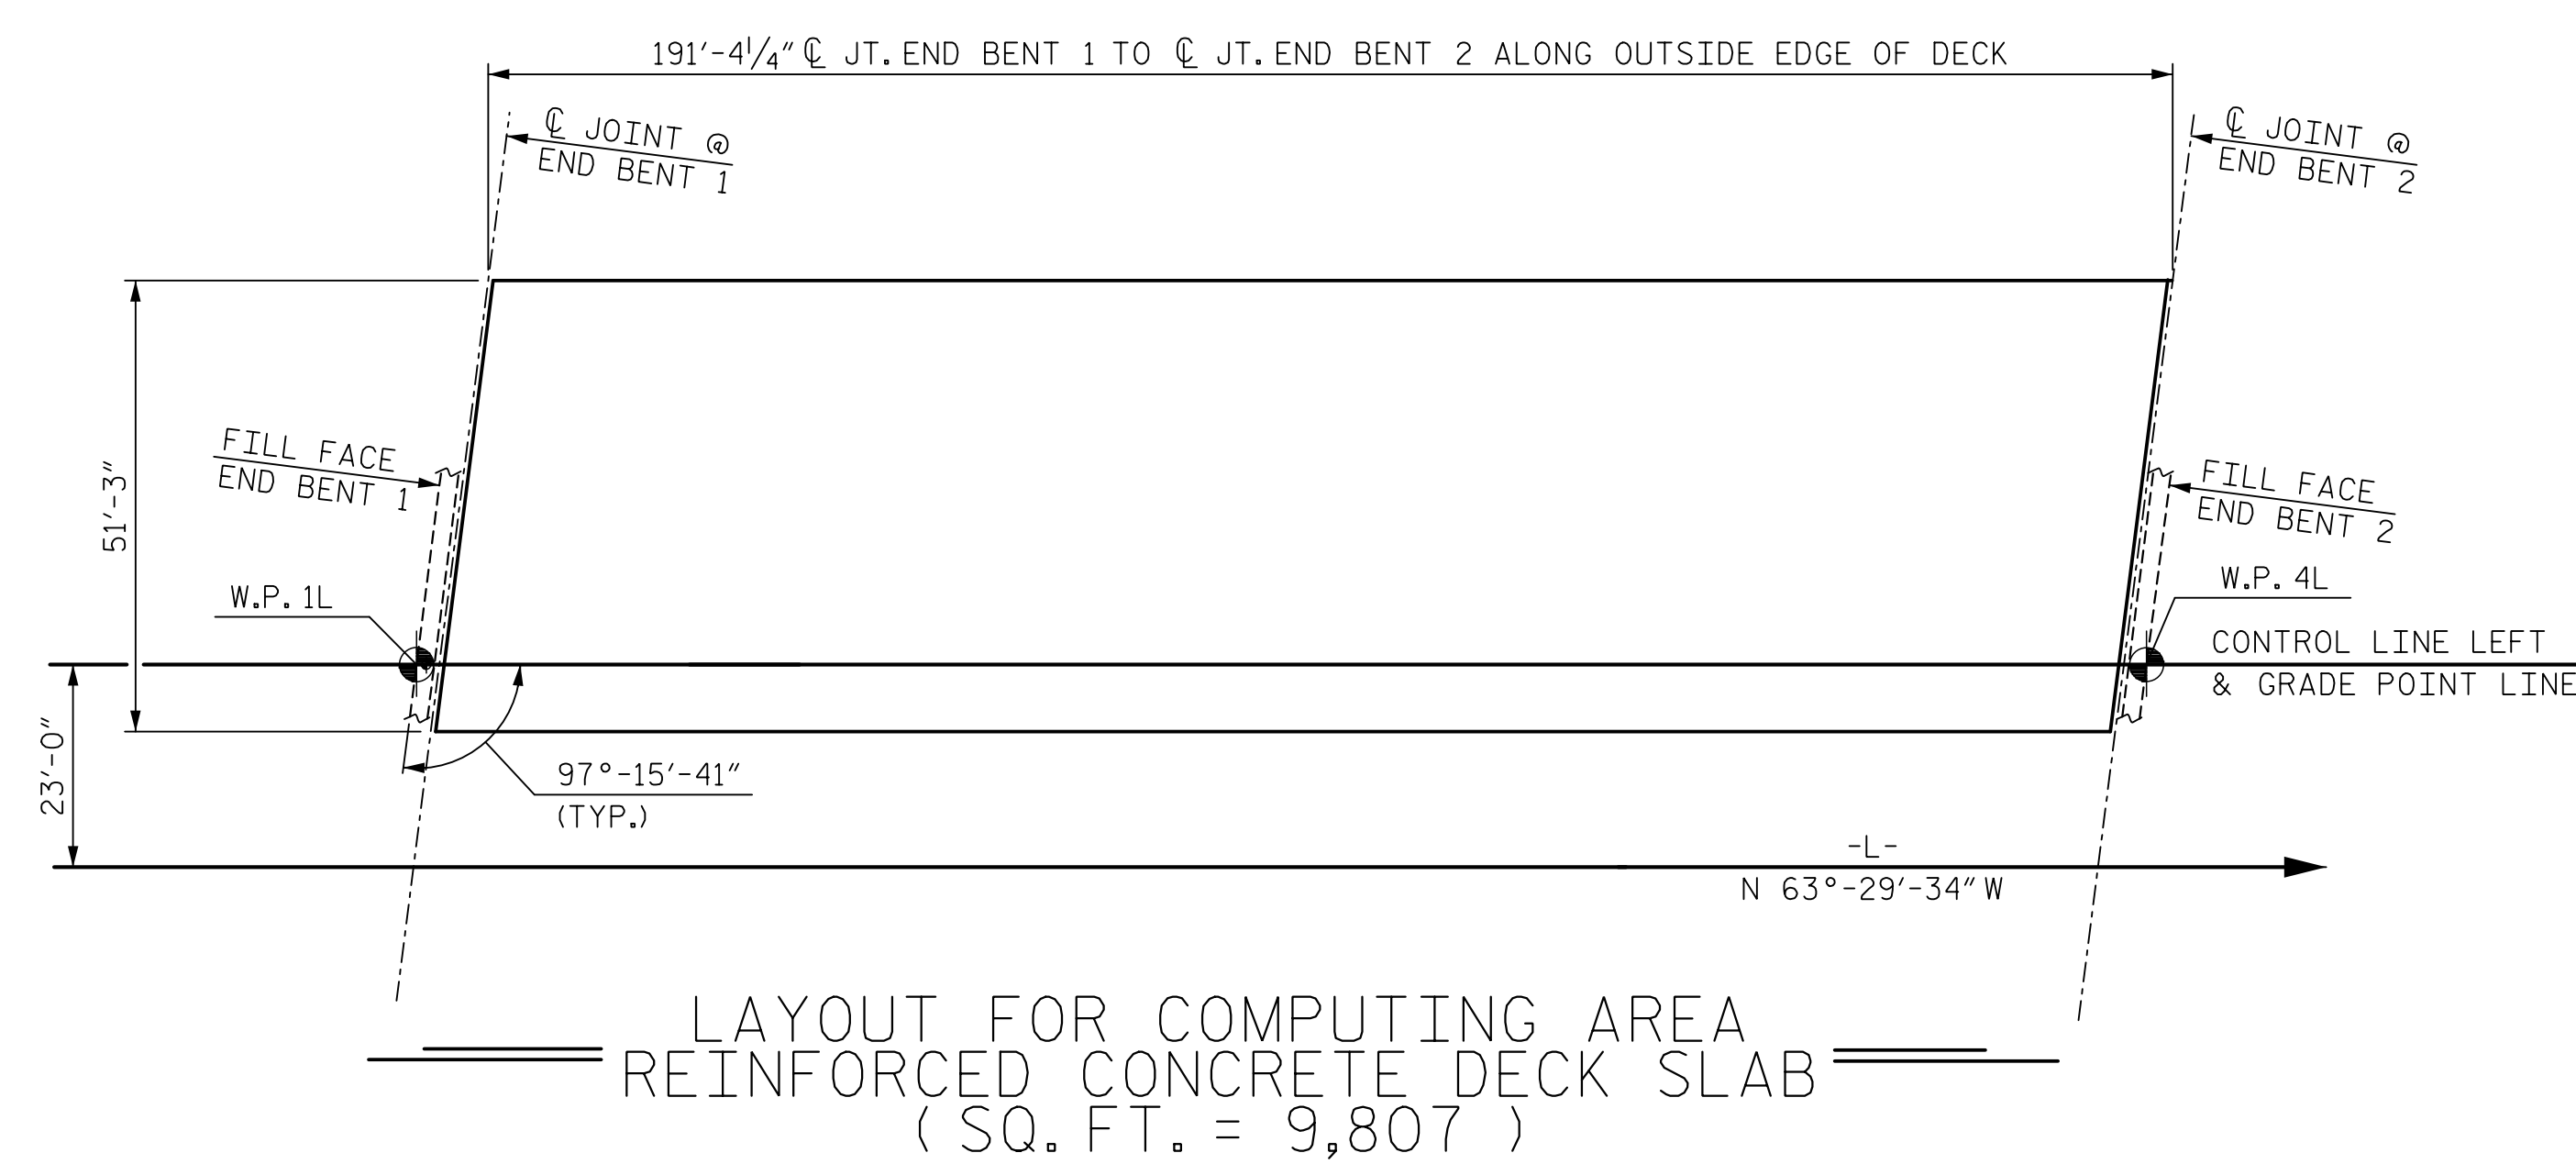 191'-4 1/4" ℄ JT. END BENT 1 TO ℄ JT. END BENT 2 ALONG OUTSIDE EDGE OF DECK
℄ JOINT @
END BENT 1
℄ JOINT @
END BENT 2
51'-3"
FILL FACE
END BENT 1
FILL FACE
END BENT 2
W.P. 1L
W.P. 4L
CONTROL LINE LEFT
& GRADE POINT LINE
23'-0"
97°-15'-41"
(TYP.)
-L-
N 63°-29'-34" W
LAYOUT FOR COMPUTING AREA
REINFORCED CONCRETE DECK SLAB
( SQ. FT. = 9,807 )